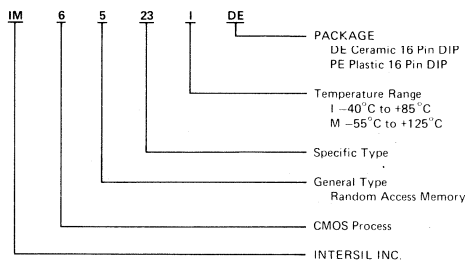 IM 6 5 23 I DE
PACKAGE
DE Ceramic 16 Pin DIP
PE Plastic 16 Pin DIP
Temperature Range
I –40°C to +85°C
M –55°C to +125°C
Specific Type
General Type
Random Access Memory
CMOS Process
INTERSIL INC.